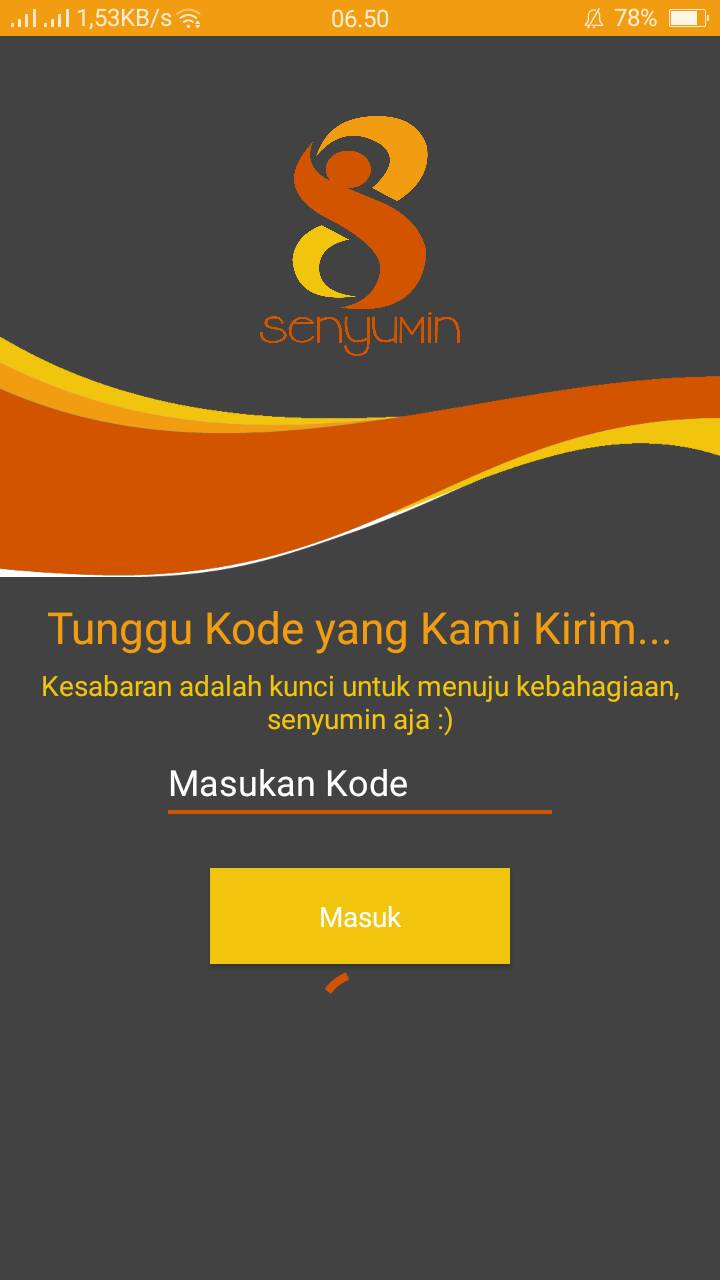 1,53KB/s 06.50 78%
senyumin
Tunggu Kode yang Kami Kirim...
Kesabaran adalah kunci untuk menuju kebahagiaan,
senyumin aja :)
Masukan Kode
Masuk